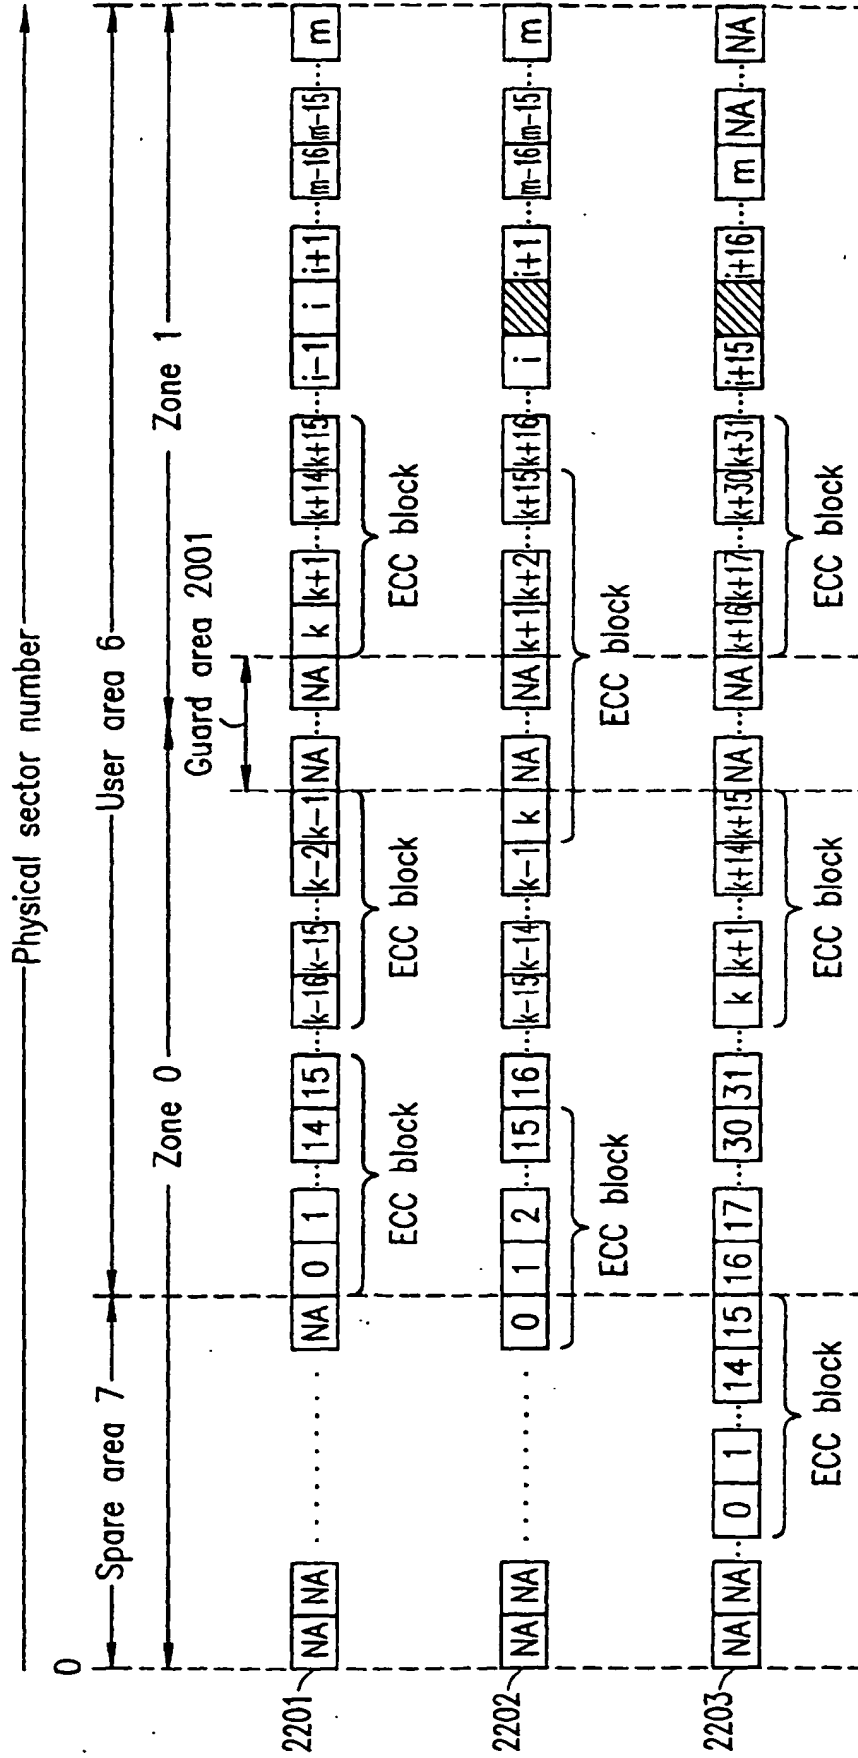 Physical sector number
0
Spare area 7
User area 6
Zone 0
Zone 1
Guard area 2001
2201
NA NA NA 0 1 14 15 k-16 k-15 k-2 k-1 NA NA k k+1 k+14 k+15 i-1 i i+1 m-16 m-15 m
ECC block
ECC block
ECC block
2202
NA NA 0 1 2 15 16 k-15 k-14 k-1 k NA NA k+1 k+2 k+15 k+16 i i+1 m-16 m-15 m
ECC block
ECC block
2203
NA NA 0 1 14 15 16 17 30 31 k k+1 k+14 k+15 NA NA k+16 k+17 k+30 k+31 i+15 i+16 m NA NA
ECC block
ECC block
ECC block